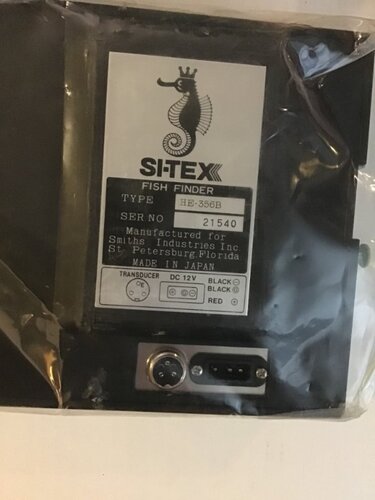 SI-TEX
FISH FINDER
TYPE HE-356B
SER.NO 21540
Manufactured for
Smiths Industries Inc.
St. Petersburg, Florida
MADE IN JAPAN
TRANSDUCER DC 12V BLACK ⊖
BLACK
RED ⊕